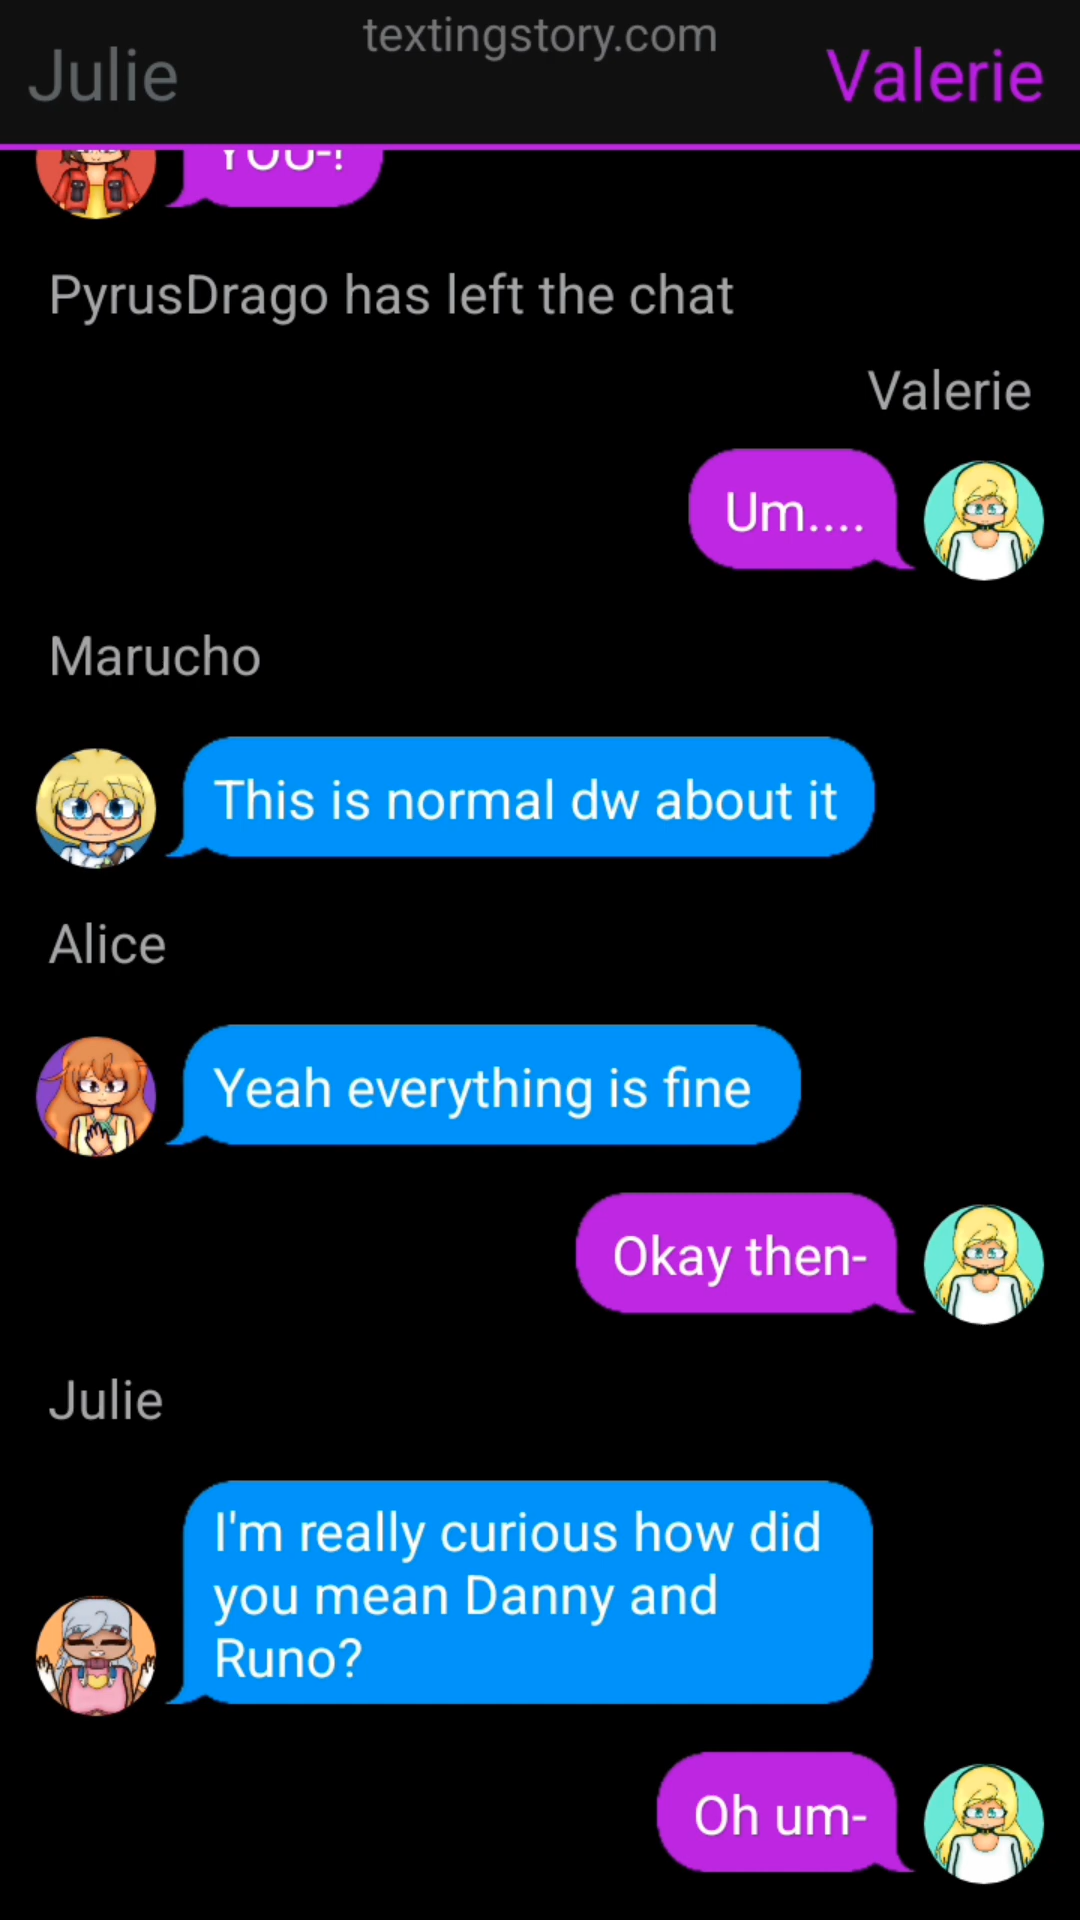 textingstory.com
Julie
Valerie
YOU-!
PyrusDrago has left the chat
Valerie
Um....
Marucho
This is normal dw about it
Alice
Yeah everything is fine
Okay then-
Julie
I'm really curious how did
you mean Danny and
Runo?
Oh um-